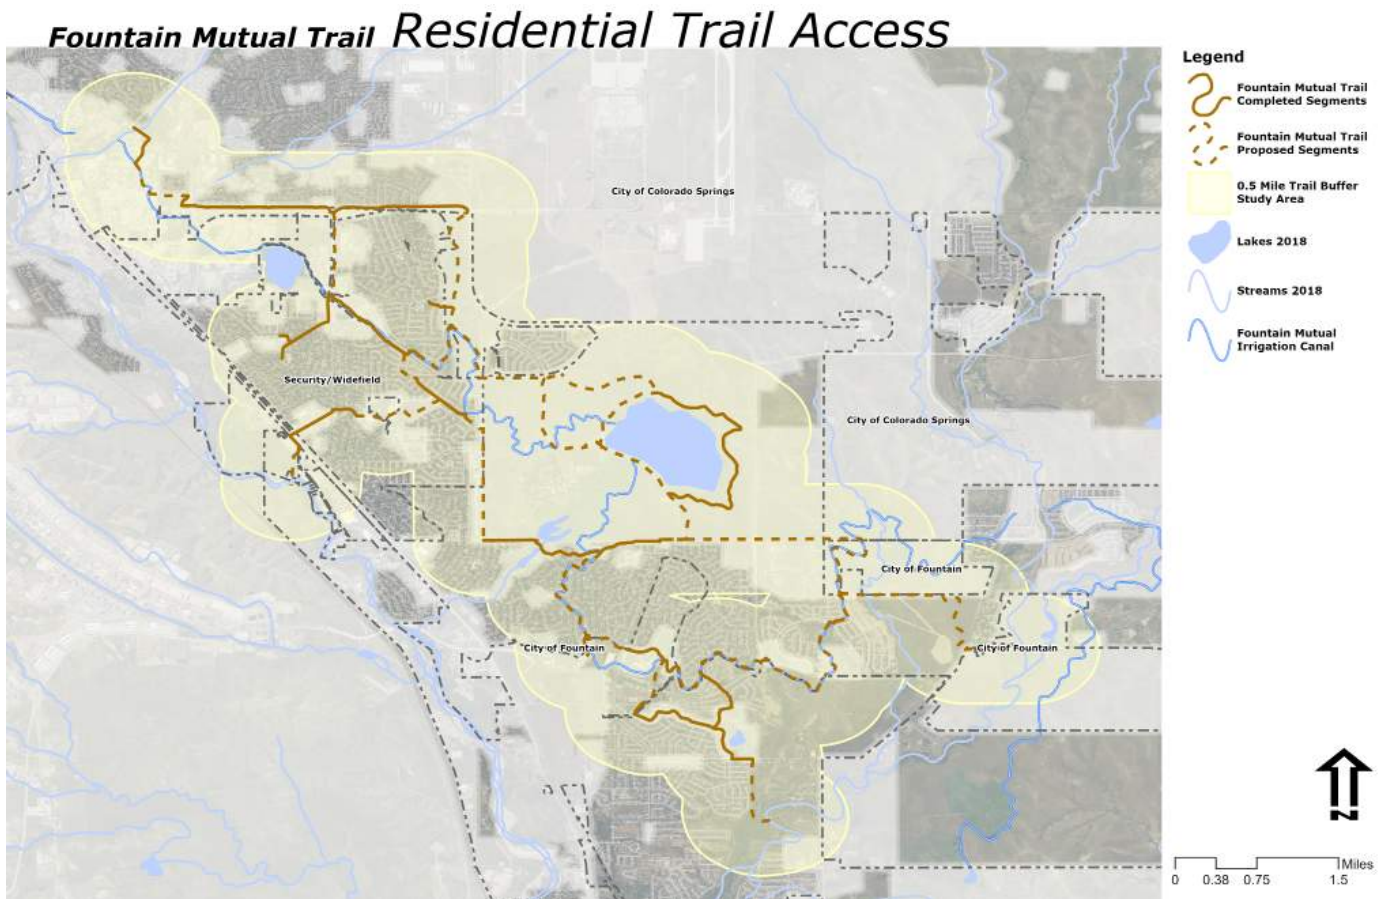 Fountain Mutual Trail Residential Trail Access
Legend
Fountain Mutual Trail
Completed Segments
Fountain Mutual Trail
Proposed Segments
0.5 Mile Trail Buffer
Study Area
Lakes 2018
Streams 2018
Fountain Mutual
Irrigation Canal
City of Colorado Springs
Security/Widefield
City of Colorado Springs
City of Fountain
City of Fountain
City of Fountain
N
Miles
0 0.38 0.75 1.5